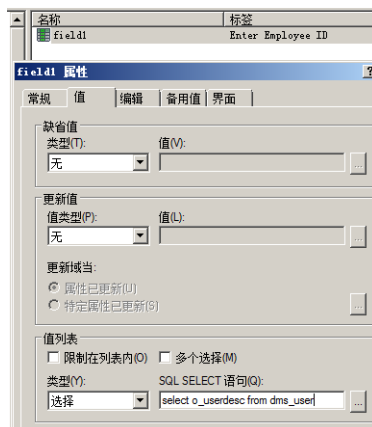 名称 标签
field1 Enter Employee ID
field1 属性 ?
常规 值 编辑 备用值 界面
缺省值
类型(T): 值(V):
无 ...
更新值
值类型(P): 值(L):
无 ...
更新域当:
属性已更新(U)
特定属性已更新(S) ...
值列表
限制在列表内(O) 多个选择(M)
类型(Y): SQL SELECT 语句(Q):
选择 select o_userdesc from dms_user ...